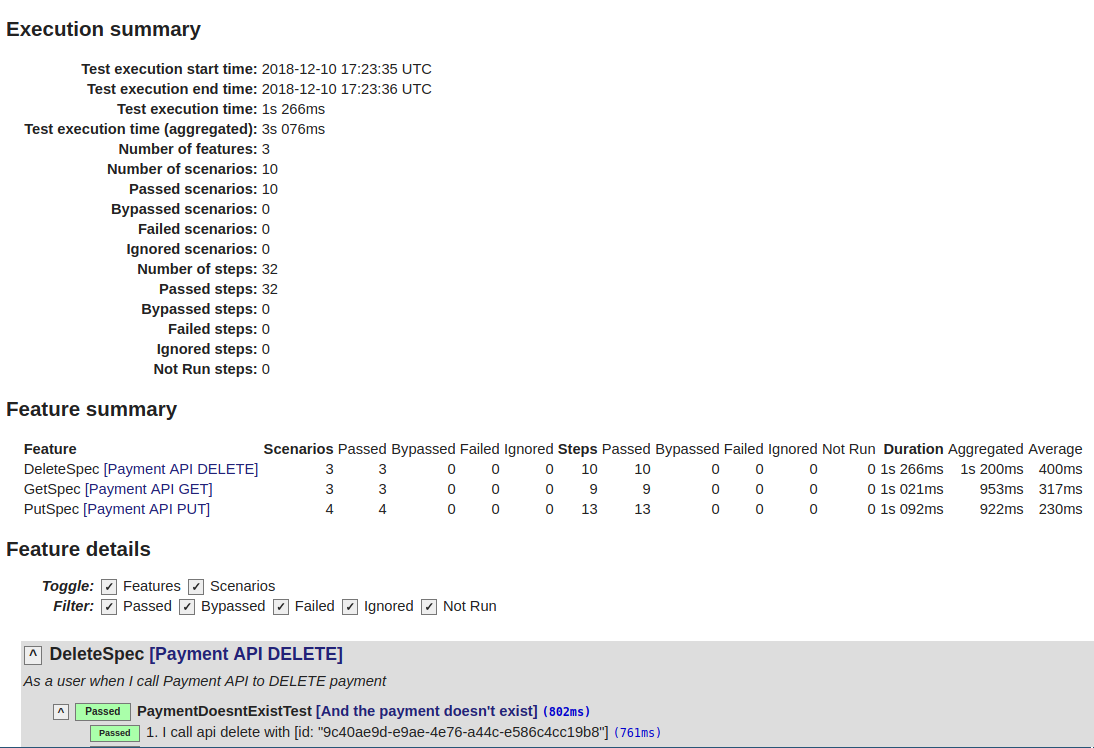 Execution summary
Test execution start time: 2018-12-10 17:23:35 UTC
Test execution end time: 2018-12-10 17:23:36 UTC
Test execution time: 1s 266ms
Test execution time (aggregated): 3s 076ms
Number of features: 3
Number of scenarios: 10
Passed scenarios: 10
Bypassed scenarios: 0
Failed scenarios: 0
Ignored scenarios: 0
Number of steps: 32
Passed steps: 32
Bypassed steps: 0
Failed steps: 0
Ignored steps: 0
Not Run steps: 0
Feature summary
Feature Scenarios Passed Bypassed Failed Ignored Steps Passed Bypassed Failed Ignored Not Run Duration Aggregated Average
DeleteSpec [Payment API DELETE] 3 3 0 0 0 10 10 0 0 0 0 1s 266ms 1s 200ms 400ms
GetSpec [Payment API GET] 3 3 0 0 0 9 9 0 0 0 0 1s 021ms 953ms 317ms
PutSpec [Payment API PUT] 4 4 0 0 0 13 13 0 0 0 0 1s 092ms 922ms 230ms
Feature details
Toggle: ✓ Features ✓ Scenarios
Filter: ✓ Passed ✓ Bypassed ✓ Failed ✓ Ignored ✓ Not Run
^ DeleteSpec [Payment API DELETE]
As a user when I call Payment API to DELETE payment
^ Passed PaymentDoesntExistTest [And the payment doesn't exist] (802ms)
Passed 1. I call api delete with [id: "9c40ae9d-e9ae-4e76-a44c-e586c4cc19b8"] (761ms)